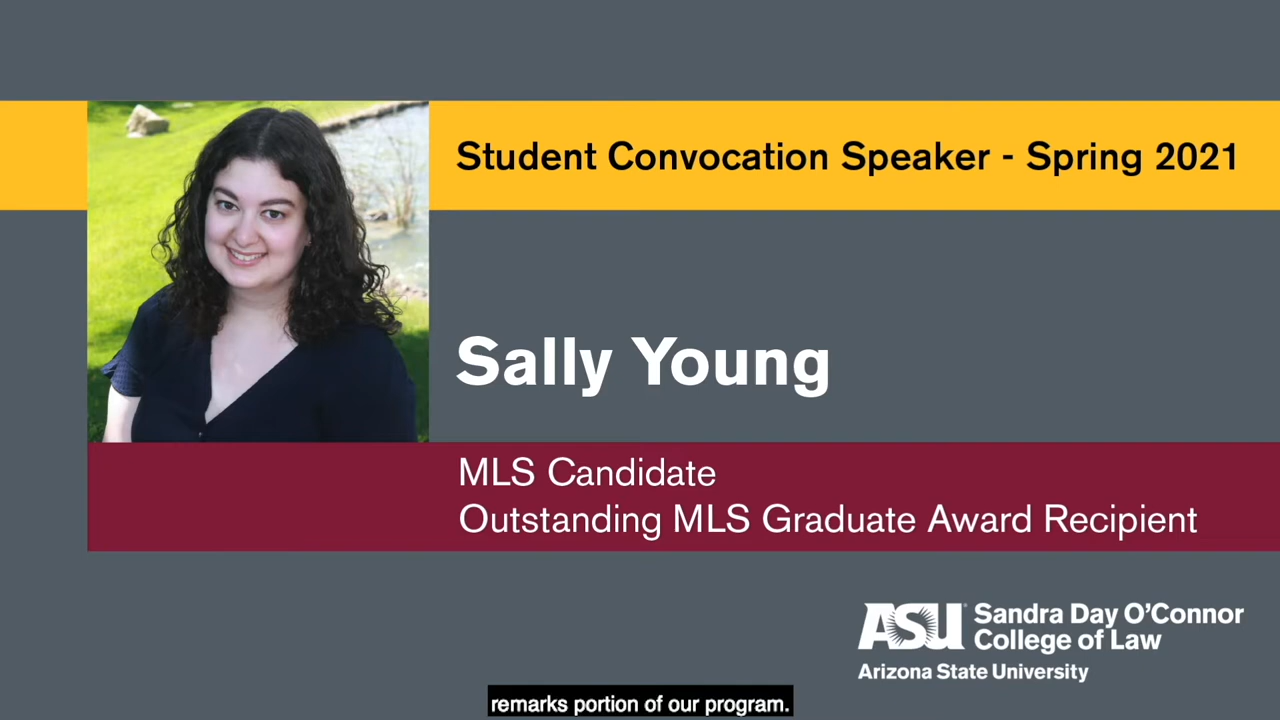 Student Convocation Speaker - Spring 2021
Sally Young
MLS Candidate
Outstanding MLS Graduate Award Recipient
ASU Sandra Day O'Connor
College of Law
Arizona State University
remarks portion of our program.